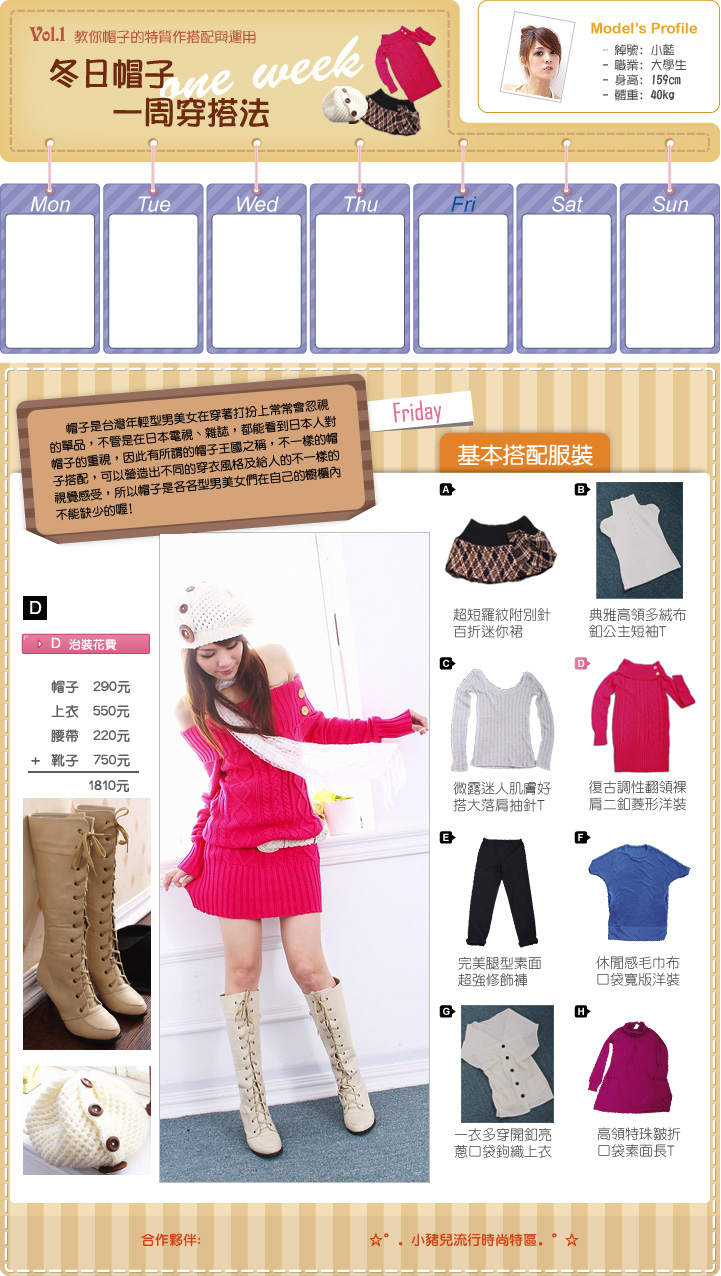 Vol.1 教你帽子的特質作搭配與運用
冬日帽子
one week
一周穿搭法
Model's Profile
- 綽號: 小藍
- 職業: 大學生
- 身高: 159cm
- 體重: 40kg
Mon Tue Wed Thu Fri Sat Sun
帽子是台灣年輕型男美女在穿著打扮上常常會忽視
的單品，不管是在日本電視、雜誌，都能看到日本人對
帽子的重視，因此有所謂的帽子王國之稱，不一樣的帽
子搭配，可以營造出不同的穿衣風格及給人的不一樣的
視覺感受，所以帽子是各各型男美女們在自己的櫥櫃內
不能缺少的喔！
Friday
基本搭配服裝
D
D 治裝花費
帽子 290元
上衣 550元
腰帶 220元
+ 靴子 750元
1810元
A
超短羅紋附別針
百折迷你裙
B
典雅高領多絨布
釦公主短袖T
C
微露迷人肌膚好
搭大落肩抽針T
D
復古調性翻領裸
肩二釦菱形洋裝
E
完美腿型素面
超強修飾褲
F
休閒感毛巾布
口袋寬版洋裝
G
一衣多穿開釦亮
蔥口袋鉤織上衣
H
高領特珠皺折
口袋素面長T
合作夥伴: ☆°．小豬兒流行時尚特區。°☆